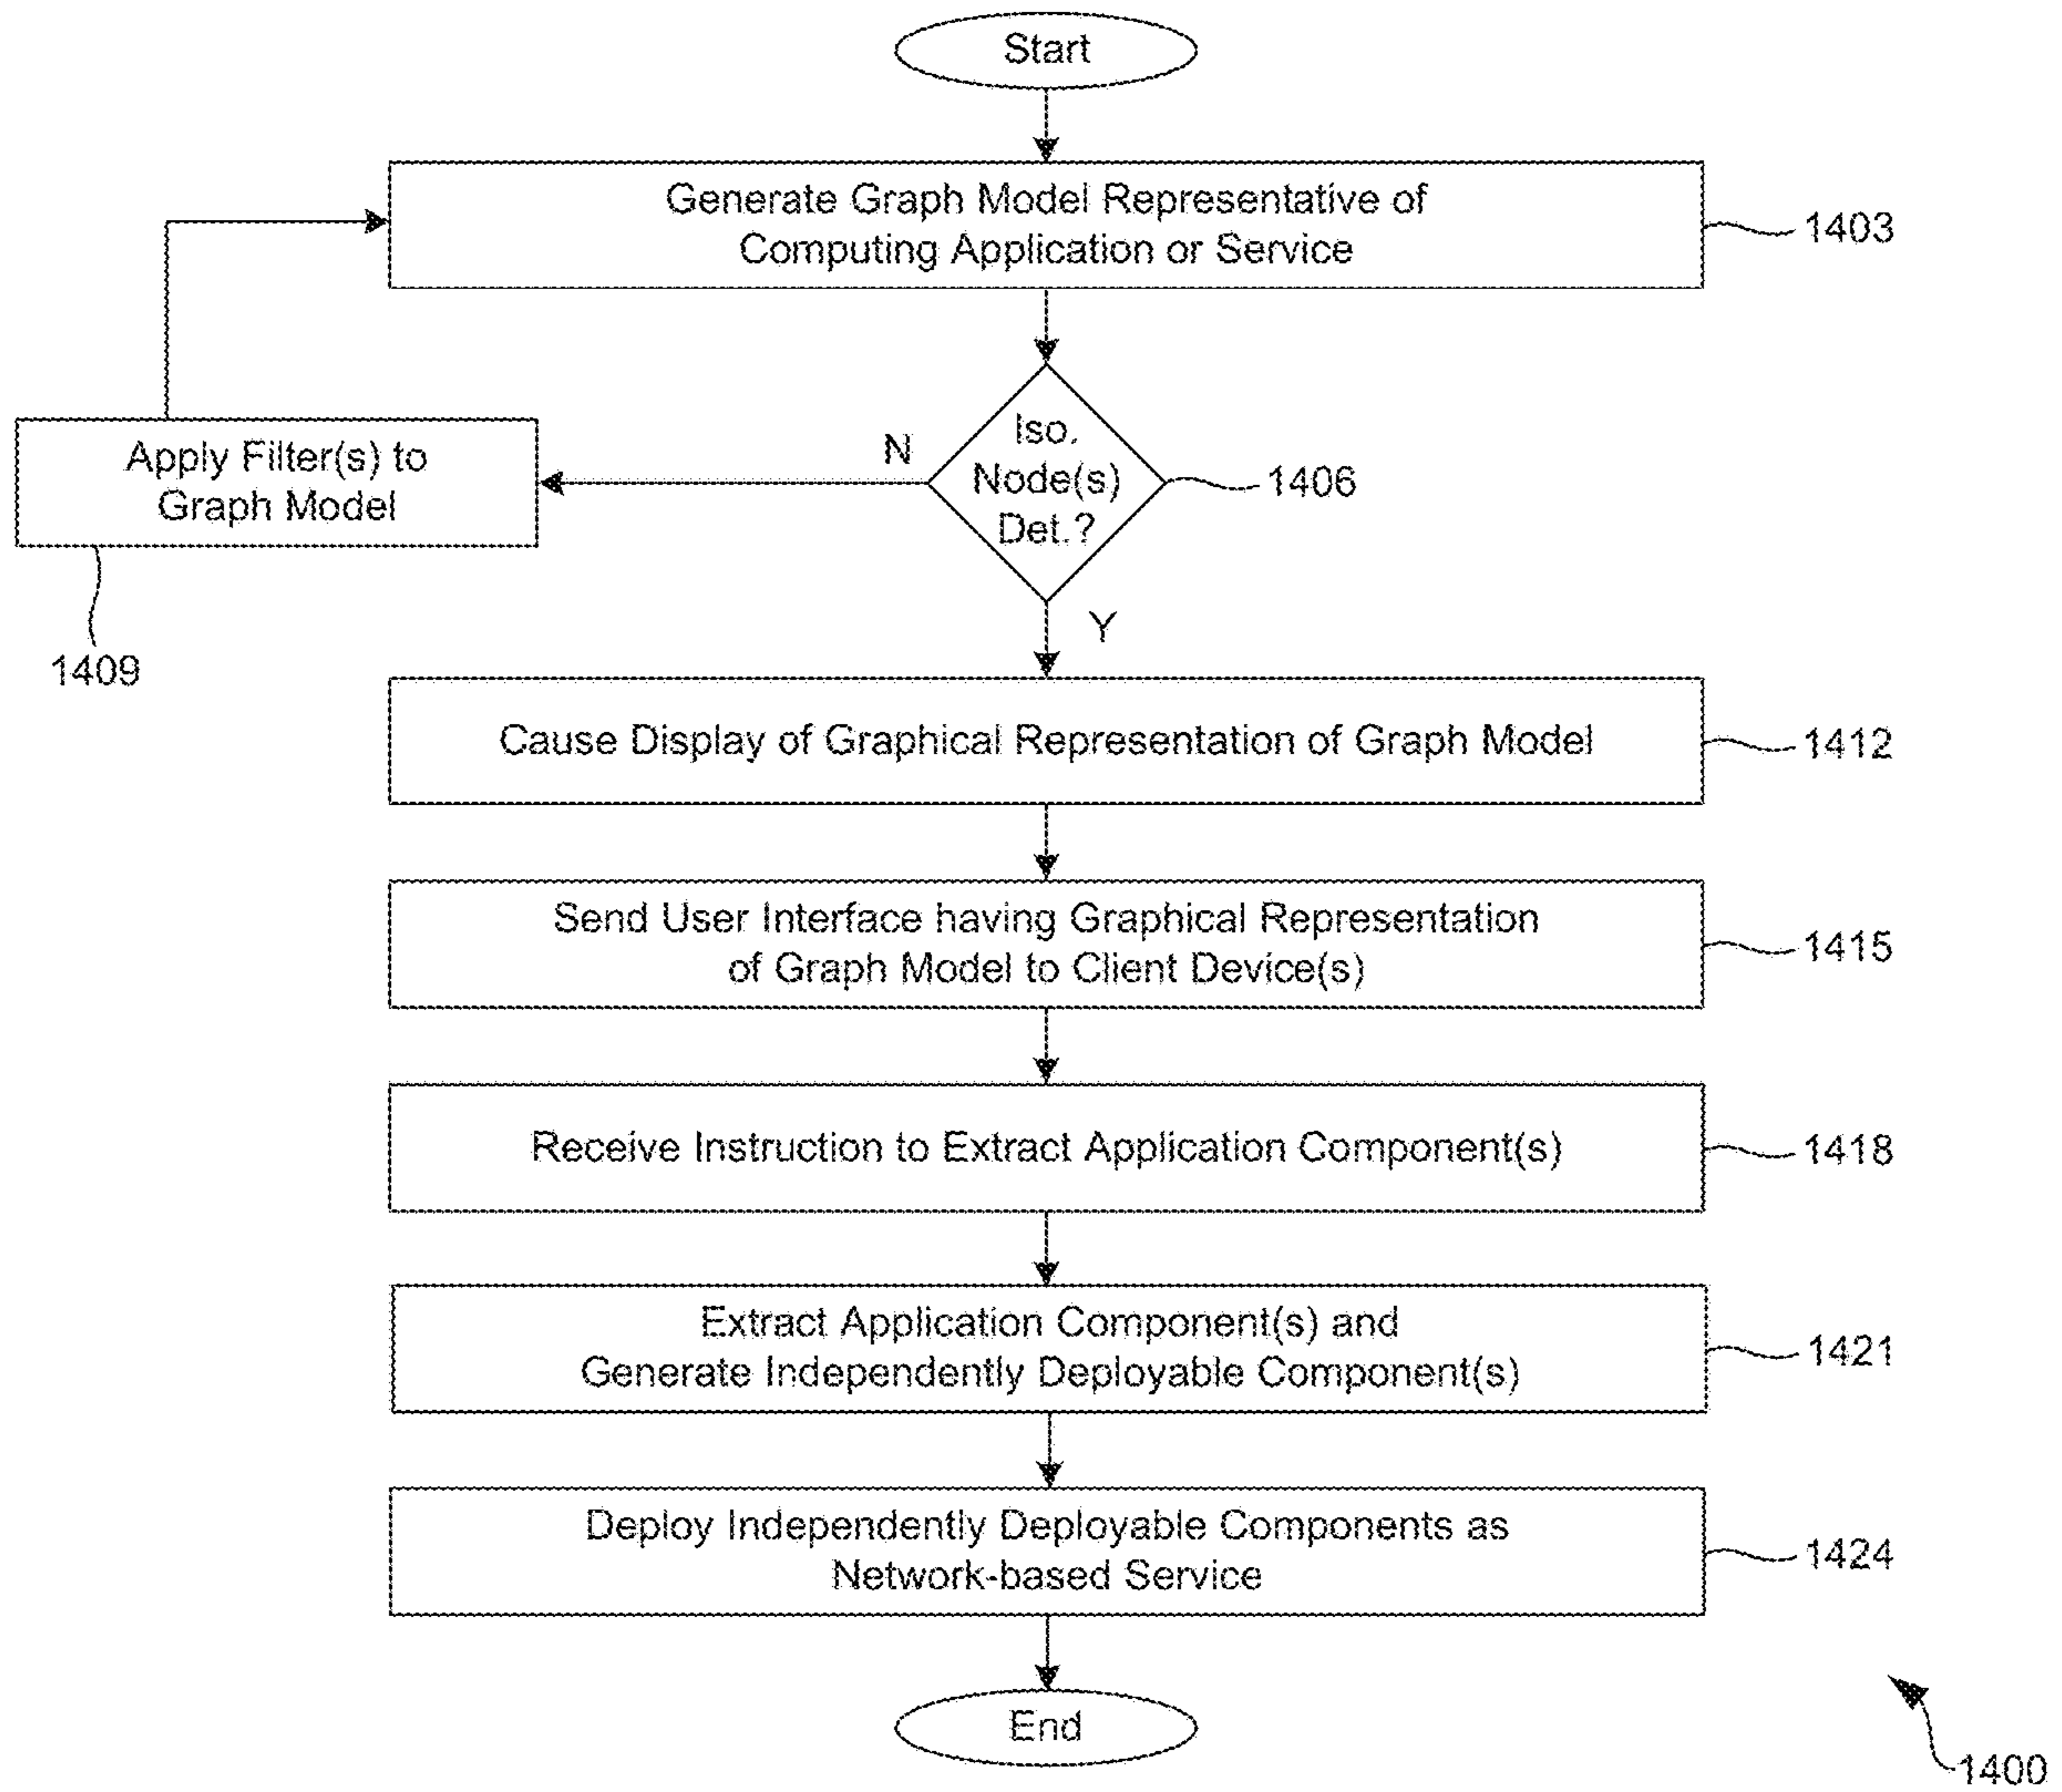 Start
Generate Graph Model Representative of
Computing Application or Service
1403
Iso.
Node(s)
Det.?
1406
N
Apply Filter(s) to
Graph Model
1409
Y
Cause Display of Graphical Representation of Graph Model
1412
Send User Interface having Graphical Representation
of Graph Model to Client Device(s)
1415
Receive Instruction to Extract Application Component(s)
1418
Extract Application Component(s) and
Generate Independently Deployable Component(s)
1421
Deploy Independently Deployable Components as
Network-based Service
1424
End
1400